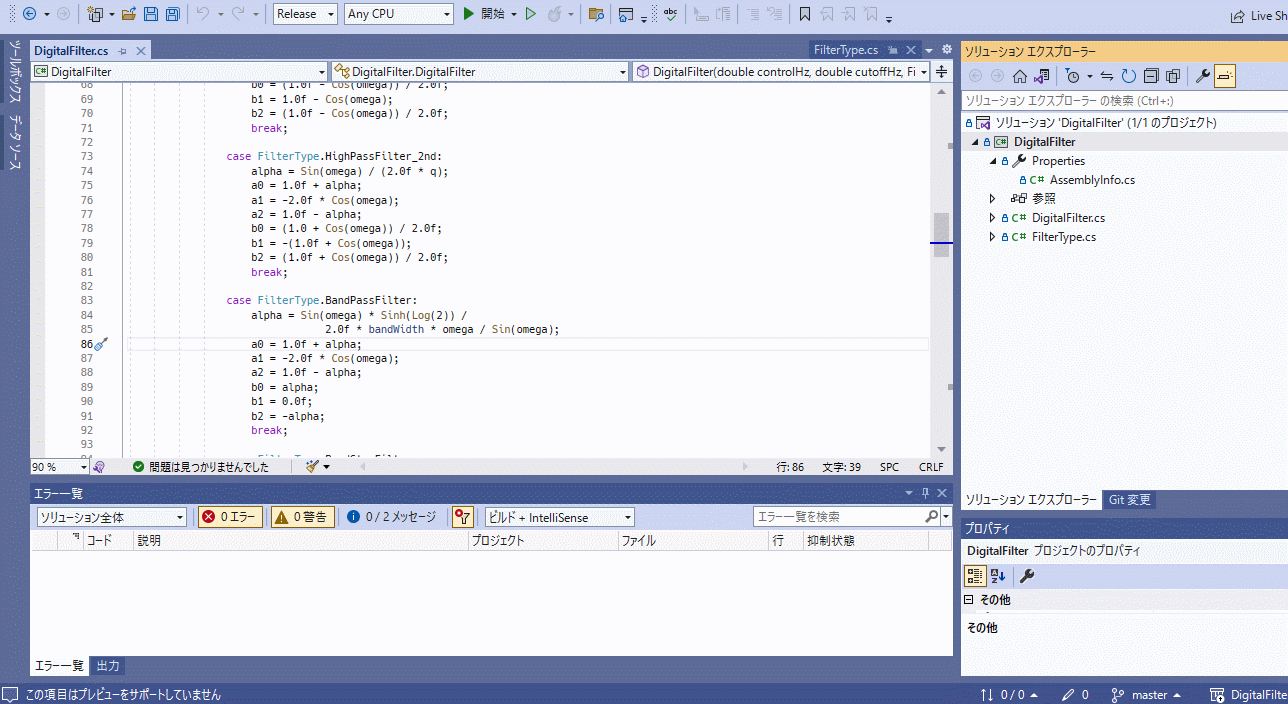 Release
Any CPU
開始
Live Sh
ツールボックス
データ ソース
DigitalFilter.cs
FilterType.cs
DigitalFilter
DigitalFilter.DigitalFilter
DigitalFilter(double controlHz, double cutoffHz, Fi
68 b0 = (1.0f - Cos(omega)) / 2.0f;
69 b1 = 1.0f - Cos(omega);
70 b2 = (1.0f - Cos(omega)) / 2.0f;
71 break;
72
73 case FilterType.HighPassFilter_2nd:
74 alpha = Sin(omega) / (2.0f * q);
75 a0 = 1.0f + alpha;
76 a1 = -2.0f * Cos(omega);
77 a2 = 1.0f - alpha;
78 b0 = (1.0 + Cos(omega)) / 2.0f;
79 b1 = -(1.0f + Cos(omega));
80 b2 = (1.0f + Cos(omega)) / 2.0f;
81 break;
82
83 case FilterType.BandPassFilter:
84 alpha = Sin(omega) * Sinh(Log(2)) /
85 2.0f * bandWidth * omega / Sin(omega);
86 a0 = 1.0f + alpha;
87 a1 = -2.0f * Cos(omega);
88 a2 = 1.0f - alpha;
89 b0 = alpha;
90 b1 = 0.0f;
91 b2 = -alpha;
92 break;
93
90 %
問題は見つかりませんでした
行: 86
文字: 39
SPC
CRLF
エラー一覧
ソリューション全体
0 エラー
0 警告
0 / 2 メッセージ
ビルド + IntelliSense
エラー一覧を検索
コード
説明
プロジェクト
ファイル
行
抑制状態
エラー一覧
出力
ソリューション エクスプローラー
ソリューション エクスプローラー の検索 (Ctrl+:)
ソリューション 'DigitalFilter' (1/1 のプロジェクト)
C# DigitalFilter
Properties
C# AssemblyInfo.cs
参照
C# DigitalFilter.cs
C# FilterType.cs
ソリューション エクスプローラー
Git 変更
プロパティ
DigitalFilter プロジェクトのプロパティ
その他
その他
この項目はプレビューをサポートしていません
0 / 0
0
master
DigitalFilte